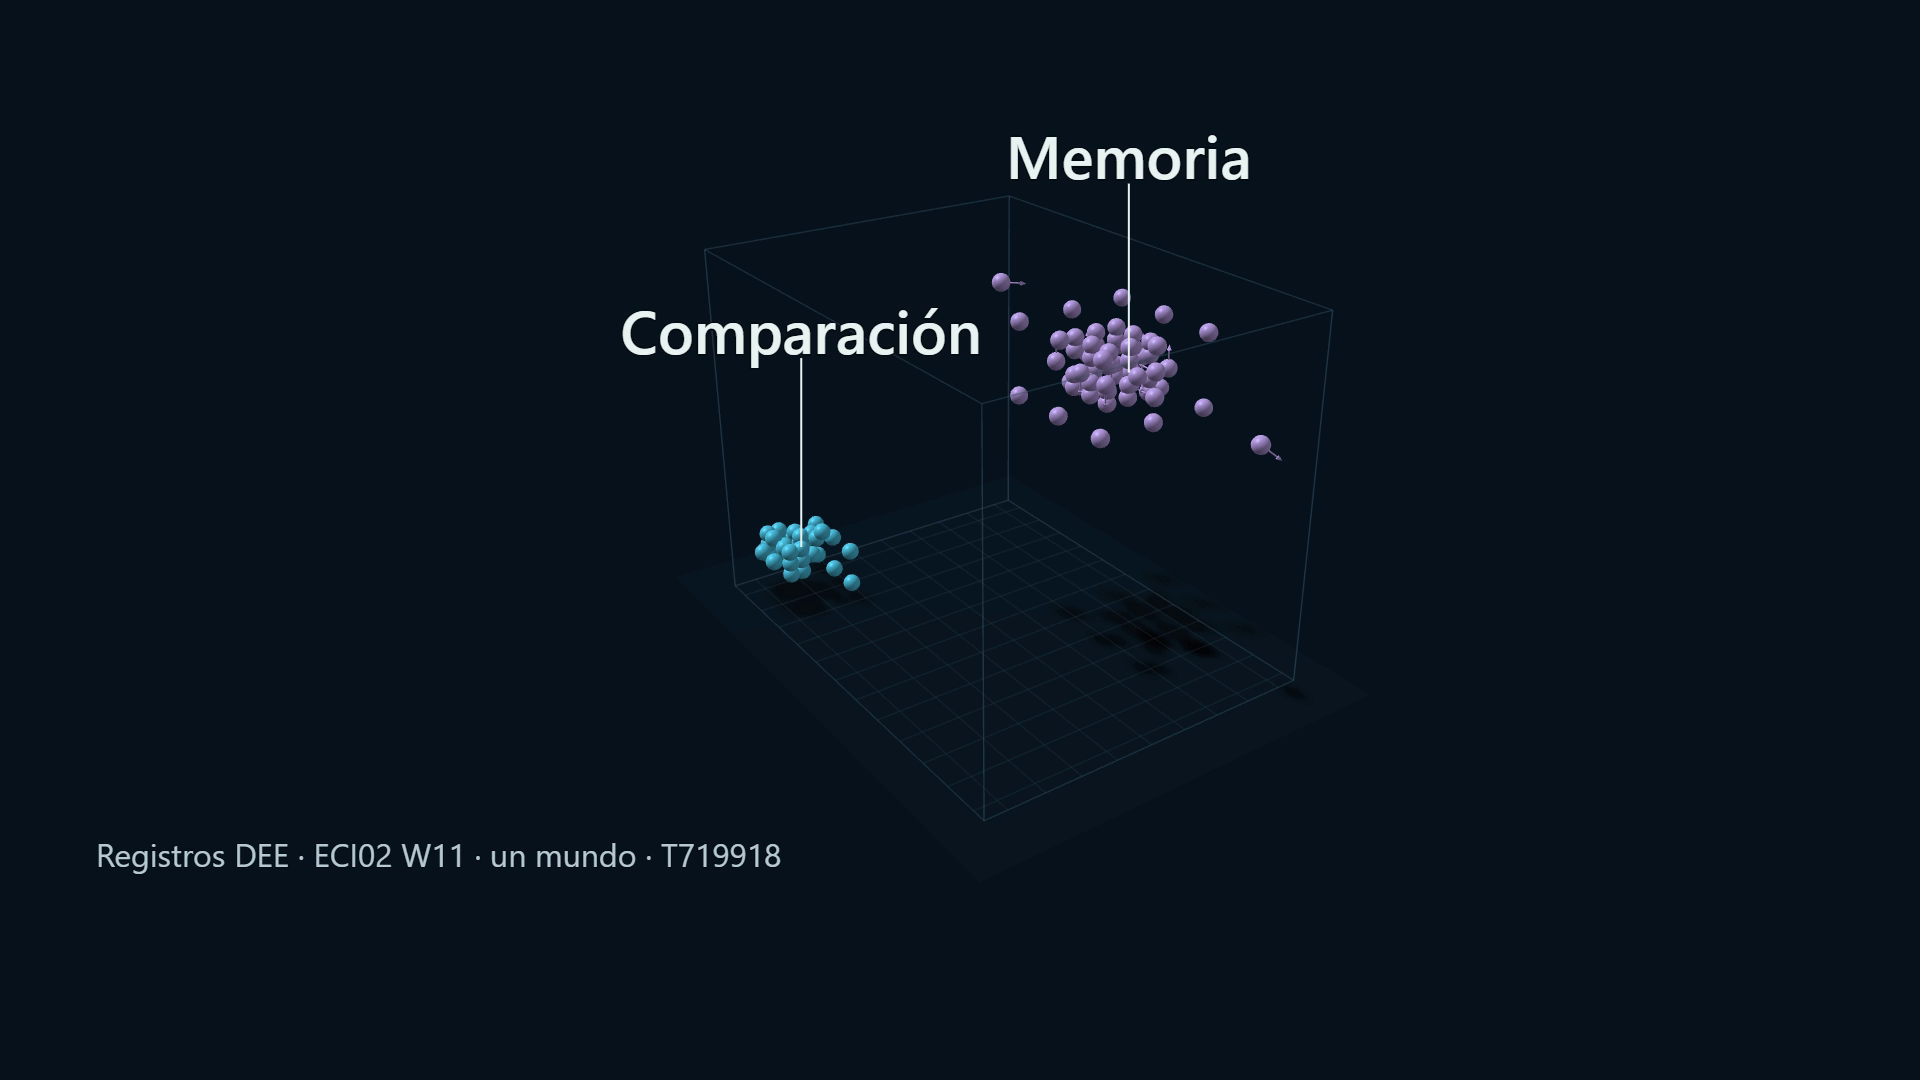 Memoria
Comparación
Registros DEE · ECI02 W11 · un mundo · T719918